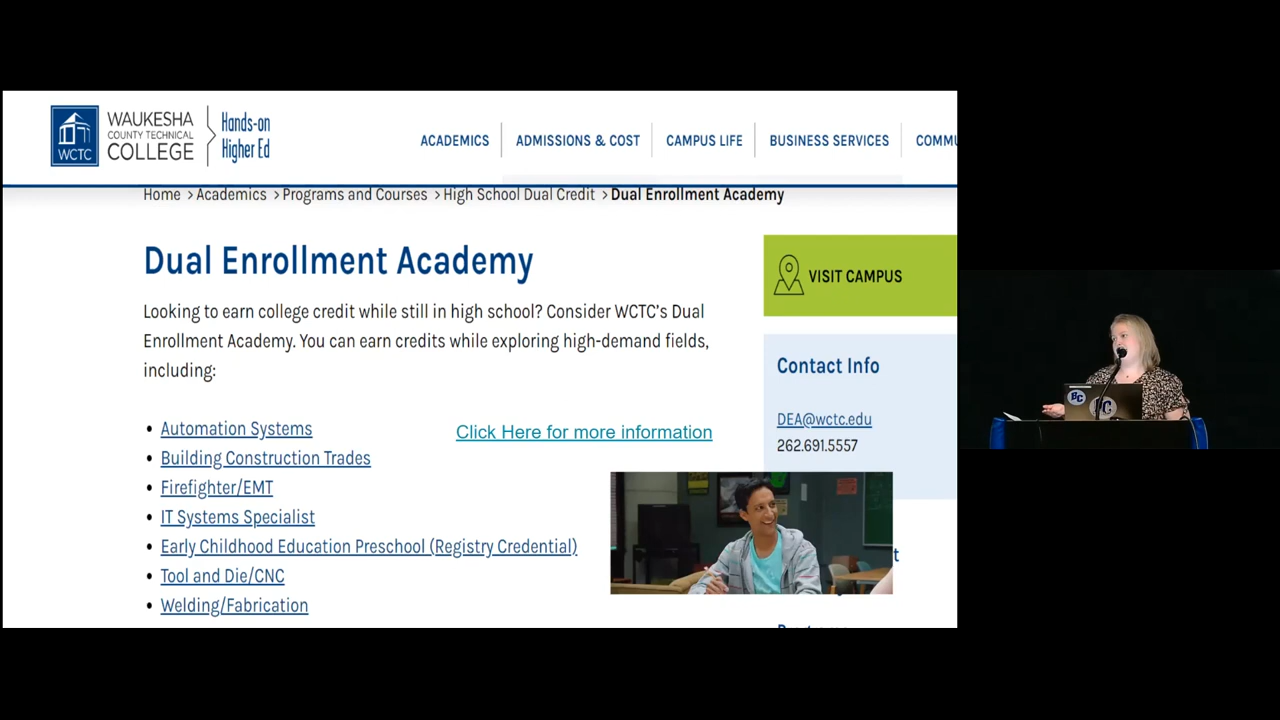 WAUKESHA
COUNTY TECHNICAL
COLLEGE
WCTC
Hands-on
Higher Ed
ACADEMICS
ADMISSIONS & COST
CAMPUS LIFE
BUSINESS SERVICES
COMMU
Home > Academics > Programs and Courses > High School Dual Credit > Dual Enrollment Academy
Dual Enrollment Academy
Looking to earn college credit while still in high school? Consider WCTC's Dual
Enrollment Academy. You can earn credits while exploring high-demand fields,
including:
• Automation Systems
• Building Construction Trades
• Firefighter/EMT
• IT Systems Specialist
• Early Childhood Education Preschool (Registry Credential)
• Tool and Die/CNC
• Welding/Fabrication
Click Here for more information
VISIT CAMPUS
Contact Info
DEA@wctc.edu
262.691.5557
t
BC